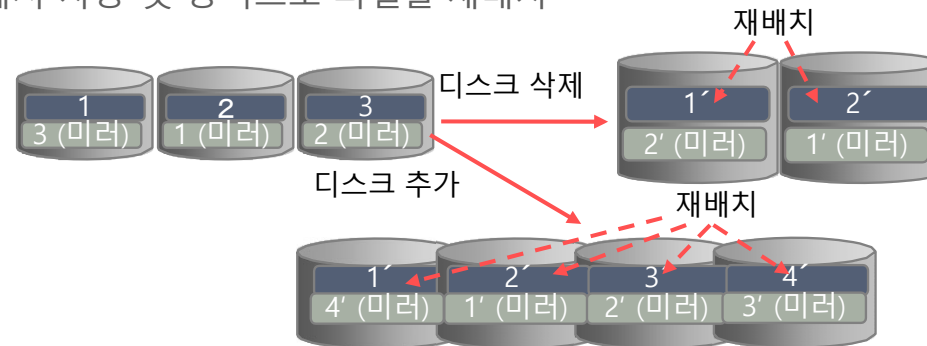 재배치
디스크 삭제
1
3 (미러)
2
1 (미러)
3
2 (미러)
1´
2’ (미러)
2´
1’ (미러)
디스크 추가
재배치
1´
4’ (미러)
2´
1’ (미러)
3´
2’ (미러)
4´
3’ (미러)